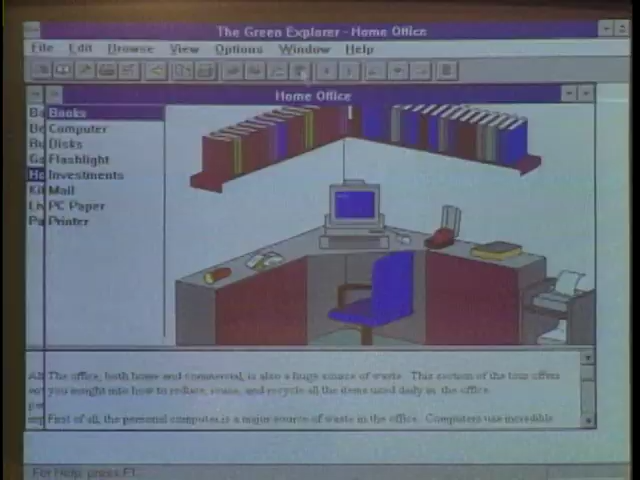 The Green Explorer - Home Office
File Edit Browse View Options Window Help
Home Office
Books
Computer
Disks
Flashlight
Investments
Mail
PC Paper
Printer
The office, both home and commercial, is also a huge source of waste. This section of the tour offers
you insight into how to reduce, reuse, and recycle all the items used daily in the office.
First of all, the personal computer is a major source of waste in the office. Computers use incredible
For Help, press F1.